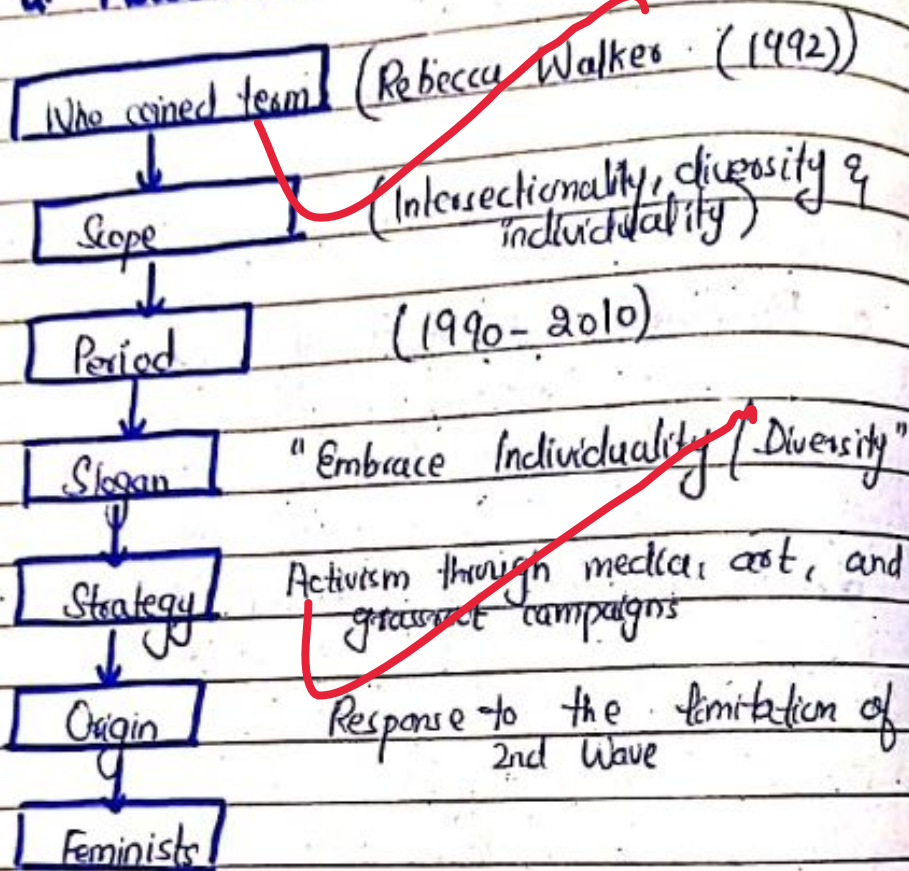 Who coined term (Rebecca Walker (1992))
Scope (Intersectionality, diversity &
individuality)
Period (1990-2010)
Slogan "Embrace Individuality / Diversity"
Strategy Activism through media, art, and
grassroot campaigns
Origin Response to the limitation of
2nd Wave
Feminists